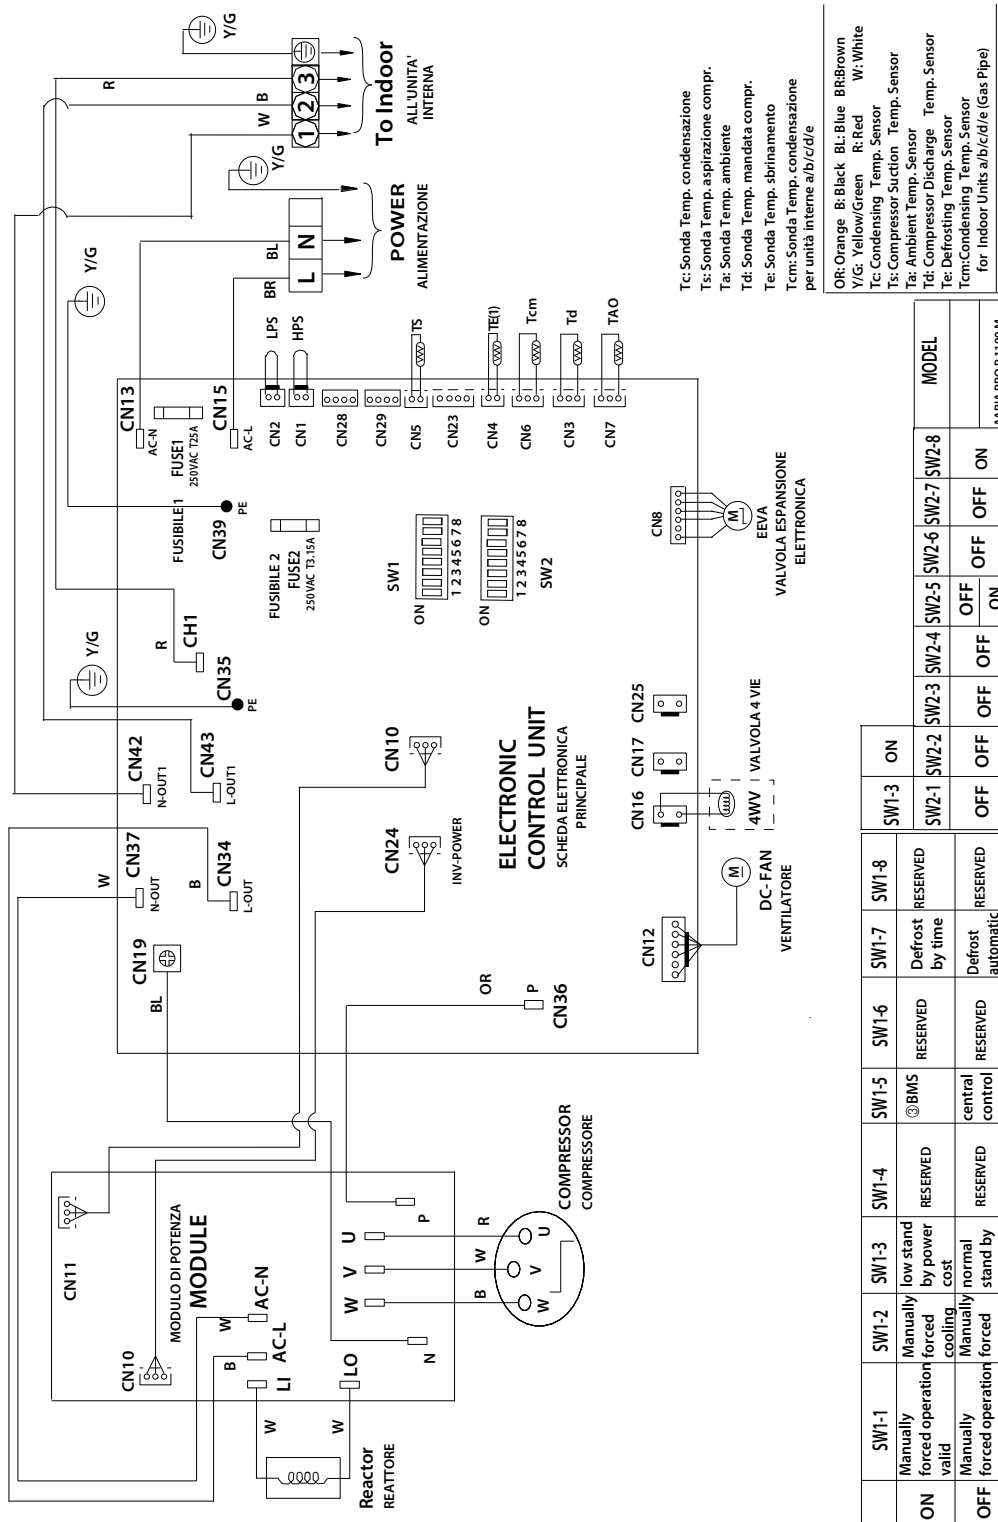 Y/G
R
B
W
1
2
3
To Indoor
ALL'UNITA'
INTERNA
Y/G
POWER
ALIMENTAZIONE
BL
BR
L
N
Y/G
Y/G
R
CH1
CN35
PE
CN39
PE
CN13
AC-N
FUSE1
250VAC T25A
FUSIBILE 1
CN15
AC-L
FUSIBILE 2
FUSE2
250VAC T3.15A
CN2
LPS
CN1
HPS
CN28
CN29
CN5
TS
CN23
CN4
TE(1)
CN6
Tcm
CN3
Td
CN7
TAO
SW1
ON
1 2 3 4 5 6 7 8
SW2
ON
1 2 3 4 5 6 7 8
CN8
M
EEVA
VALVOLA ESPANSIONE
ELETTRONICA
CN42
N-OUT1
CN43
L-OUT1
CN37
N-OUT
W
CN34
L-OUT
B
CN10
CN24
INV-POWER
ELECTRONIC
CONTROL UNIT
SCHEDA ELETTRONICA
PRINCIPALE
CN25
CN17
CN16
4WV
VALVOLA 4 VIE
M
DC-FAN
VENTILATORE
CN12
CN19
BL
OR
P
CN36
CN11
CN10
MODULO DI POTENZA
MODULE
AC-N
W
AC-L
B
LI
LO
W
W
N
P
U
V
W
R
W
B
U
V
W
COMPRESSOR
COMPRESSORE
Reactor
REATTORE
Tc: Sonda Temp. condensazione
Ts: Sonda Temp. aspirazione compr.
Ta: Sonda Temp. ambiente
Td: Sonda Temp. mandata compr.
Te: Sonda Temp. sbrinamento
Tcm: Sonda Temp. condensazione
per unità interne a/b/c/d/e
OR: Orange B: Black BL: Blue BR:Brown
Y/G: Yellow/Green R: Red W: White
Tc: Condensing Temp. Sensor
Ts: Compressor Suction Temp. Sensor
Ta: Ambient Temp. Sensor
Td: Compressor Discharge Temp. Sensor
Te: Defrosting Temp. Sensor
Tcm:Condensing Temp. Sensor
for Indoor Units a/b/c/d/e (Gas Pipe)
SW1-1 SW1-2 SW1-3 SW1-4 SW1-5 SW1-6 SW1-7 SW1-8
ON Manually forced operation valid Manually forced cooling low stand by power cost RESERVED ③BMS RESERVED Defrost by time RESERVED
OFF Manually forced operation Manually forced normal stand by RESERVED central control RESERVED Defrost automatic RESERVED
SW1-3 ON
SW2-1 SW2-2 SW2-3 SW2-4 SW2-5 SW2-6 SW2-7 SW2-8 MODEL
OFF OFF OFF OFF OFF OFF OFF ON
ON